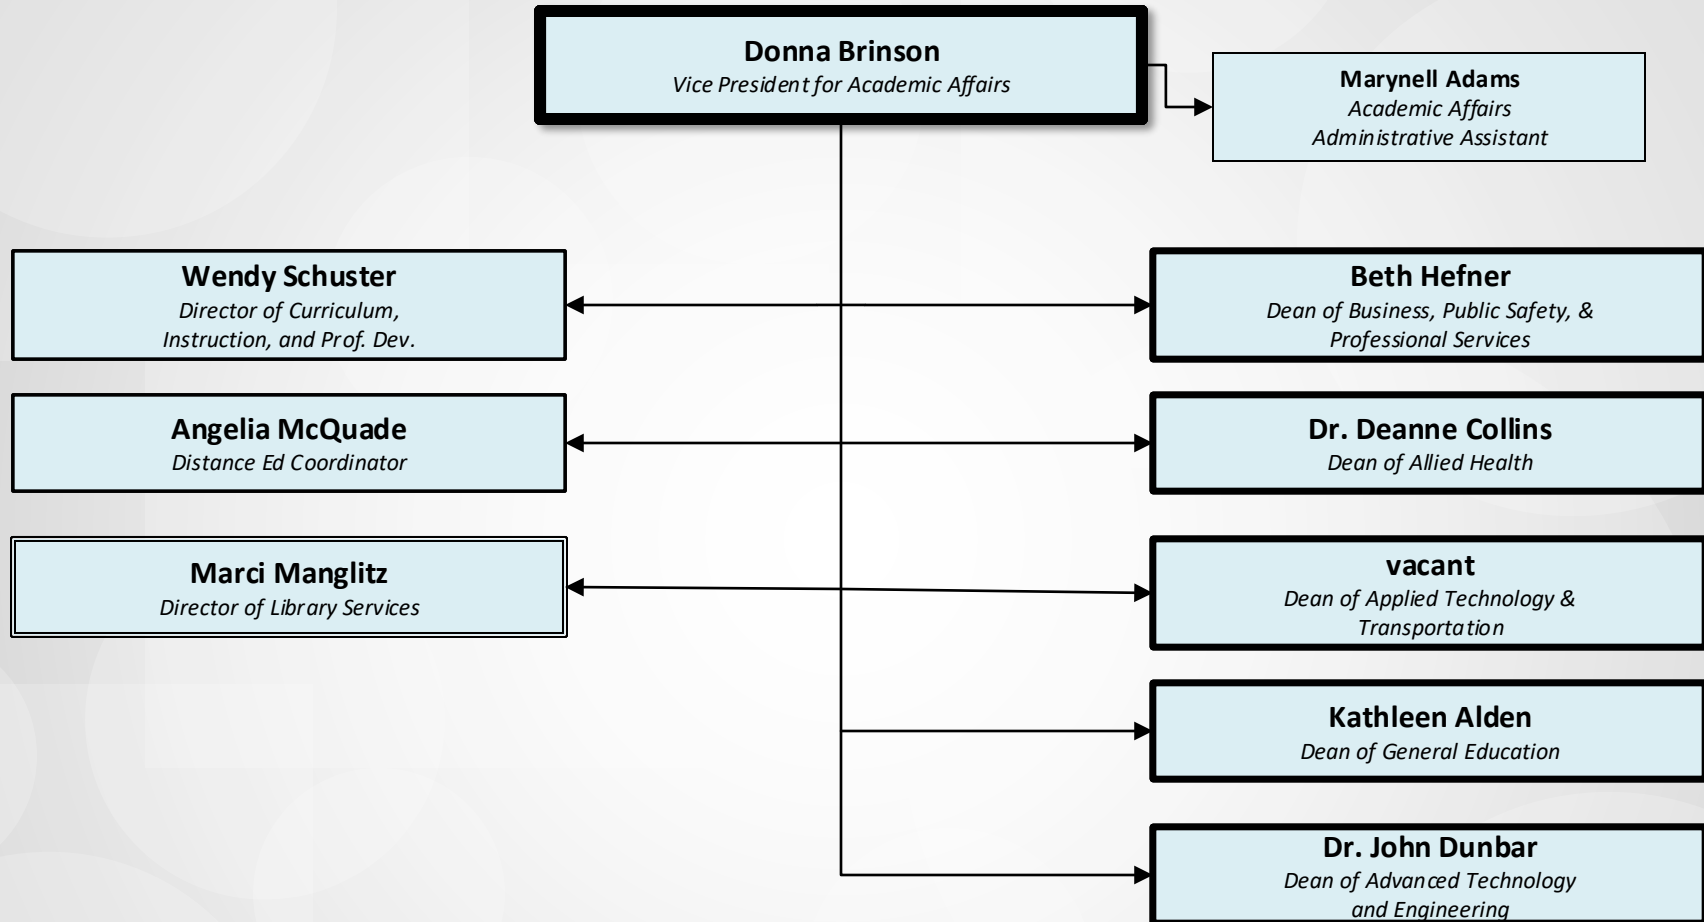 Donna Brinson
Vice President for Academic Affairs
Marynell Adams
Academic Affairs
Administrative Assistant
Wendy Schuster
Director of Curriculum,
Instruction, and Prof. Dev.
Beth Hefner
Dean of Business, Public Safety, &
Professional Services
Angelia McQuade
Distance Ed Coordinator
Dr. Deanne Collins
Dean of Allied Health
Marci Manglitz
Director of Library Services
vacant
Dean of Applied Technology &
Transportation
Kathleen Alden
Dean of General Education
Dr. John Dunbar
Dean of Advanced Technology
and Engineering